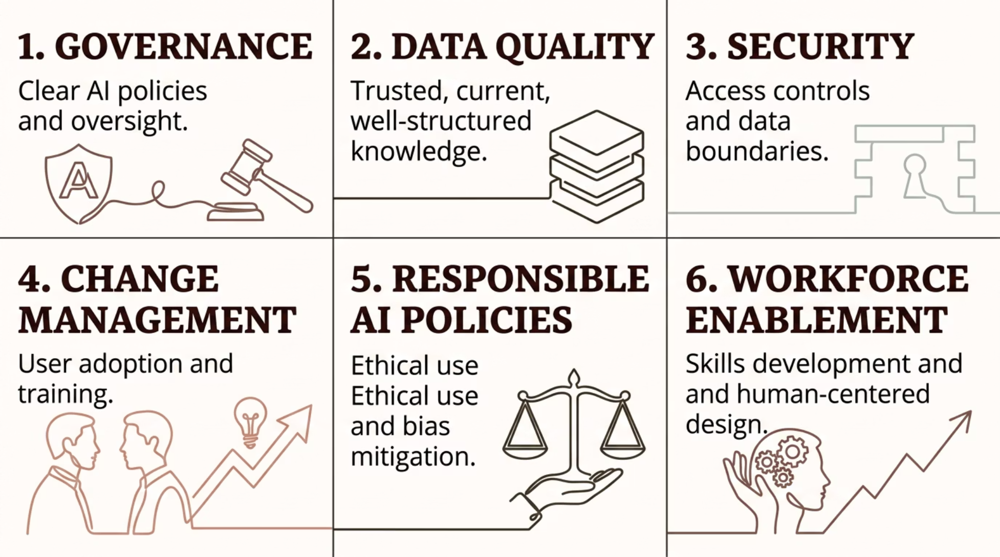 1. GOVERNANCE
Clear AI policies
and oversight.
A
2. DATA QUALITY
Trusted, current,
well-structured
knowledge.
3. SECURITY
Access controls
and data
boundaries.
4. CHANGE
MANAGEMENT
User adoption and
training.
5. RESPONSIBLE
AI POLICIES
Ethical use
Ethical use
and bias
mitigation.
6. WORKFORCE
ENABLEMENT
Skills development and
and human-centered
design.